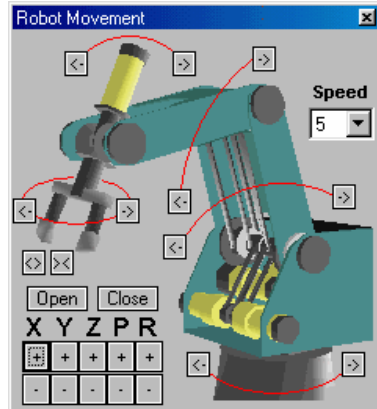 Robot Movement
<- ->
->
Speed
5
<- ->
<-
->
<-
<> ><
Open Close
X Y Z P R
+ + + + +
- - - - -
<- ->